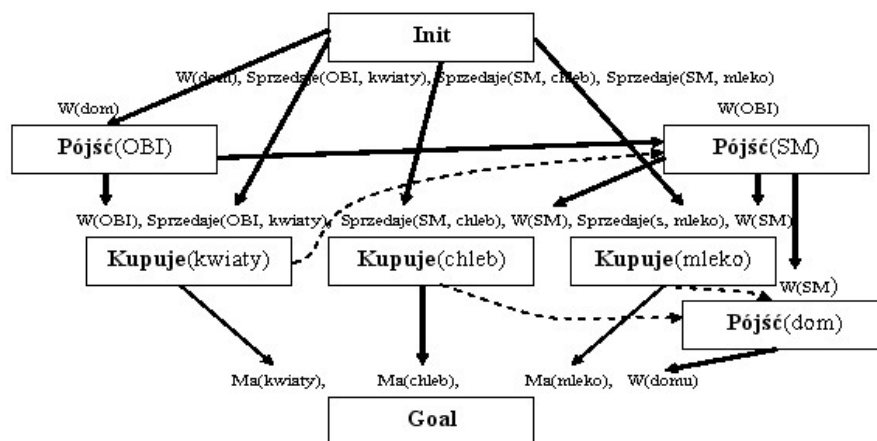 Init
W(dom), Sprzedaje(OBI, kwiaty), Sprzedaje(SM, chleb), Sprzedaje(SM, mleko)
W(dom)
W(OBI)
Pójść(OBI)
Pójść(SM)
W(OBI), Sprzedaje(OBI, kwiaty), Sprzedaje(SM, chleb), W(SM), Sprzedaje(s, mleko), W(SM)
Kupuje(kwiaty)
Kupuje(chleb)
Kupuje(mleko)
W(SM)
Pójść(dom)
Ma(kwiaty), Ma(chleb), Ma(mleko), W(domu)
Goal